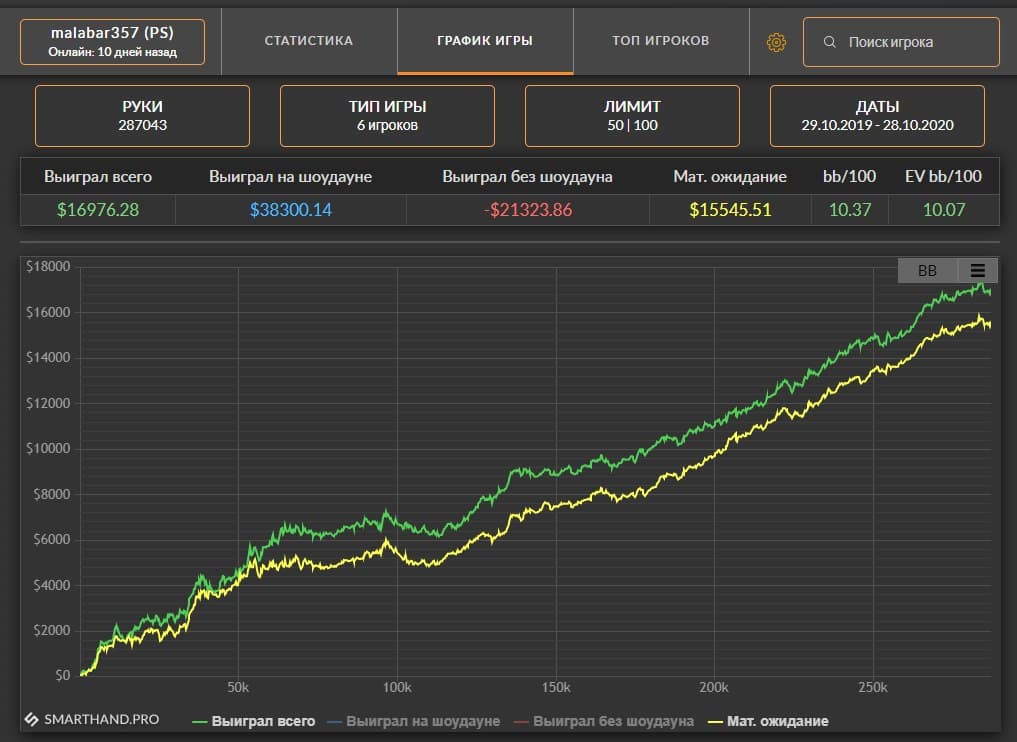 malabar357 (PS)
Онлайн: 10 дней назад
СТАТИСТИКА
ГРАФИК ИГРЫ
ТОП ИГРОКОВ
Поиск игрока
РУКИ
287043
ТИП ИГРЫ
6 игроков
ЛИМИТ
50 | 100
ДАТЫ
29.10.2019 - 28.10.2020
Выиграл всего Выиграл на шоудауне Выиграл без шоудауна Мат. ожидание bb/100 EV bb/100
$16976.28 $38300.14 -$21323.86 $15545.51 10.37 10.07
BB
$18000
$16000
$14000
$12000
$10000
$8000
$6000
$4000
$2000
$0
50k 100k 150k 200k 250k
SMARTHAND.PRO
Выиграл всего Выиграл на шоудауне Выиграл без шоудауна Мат. ожидание